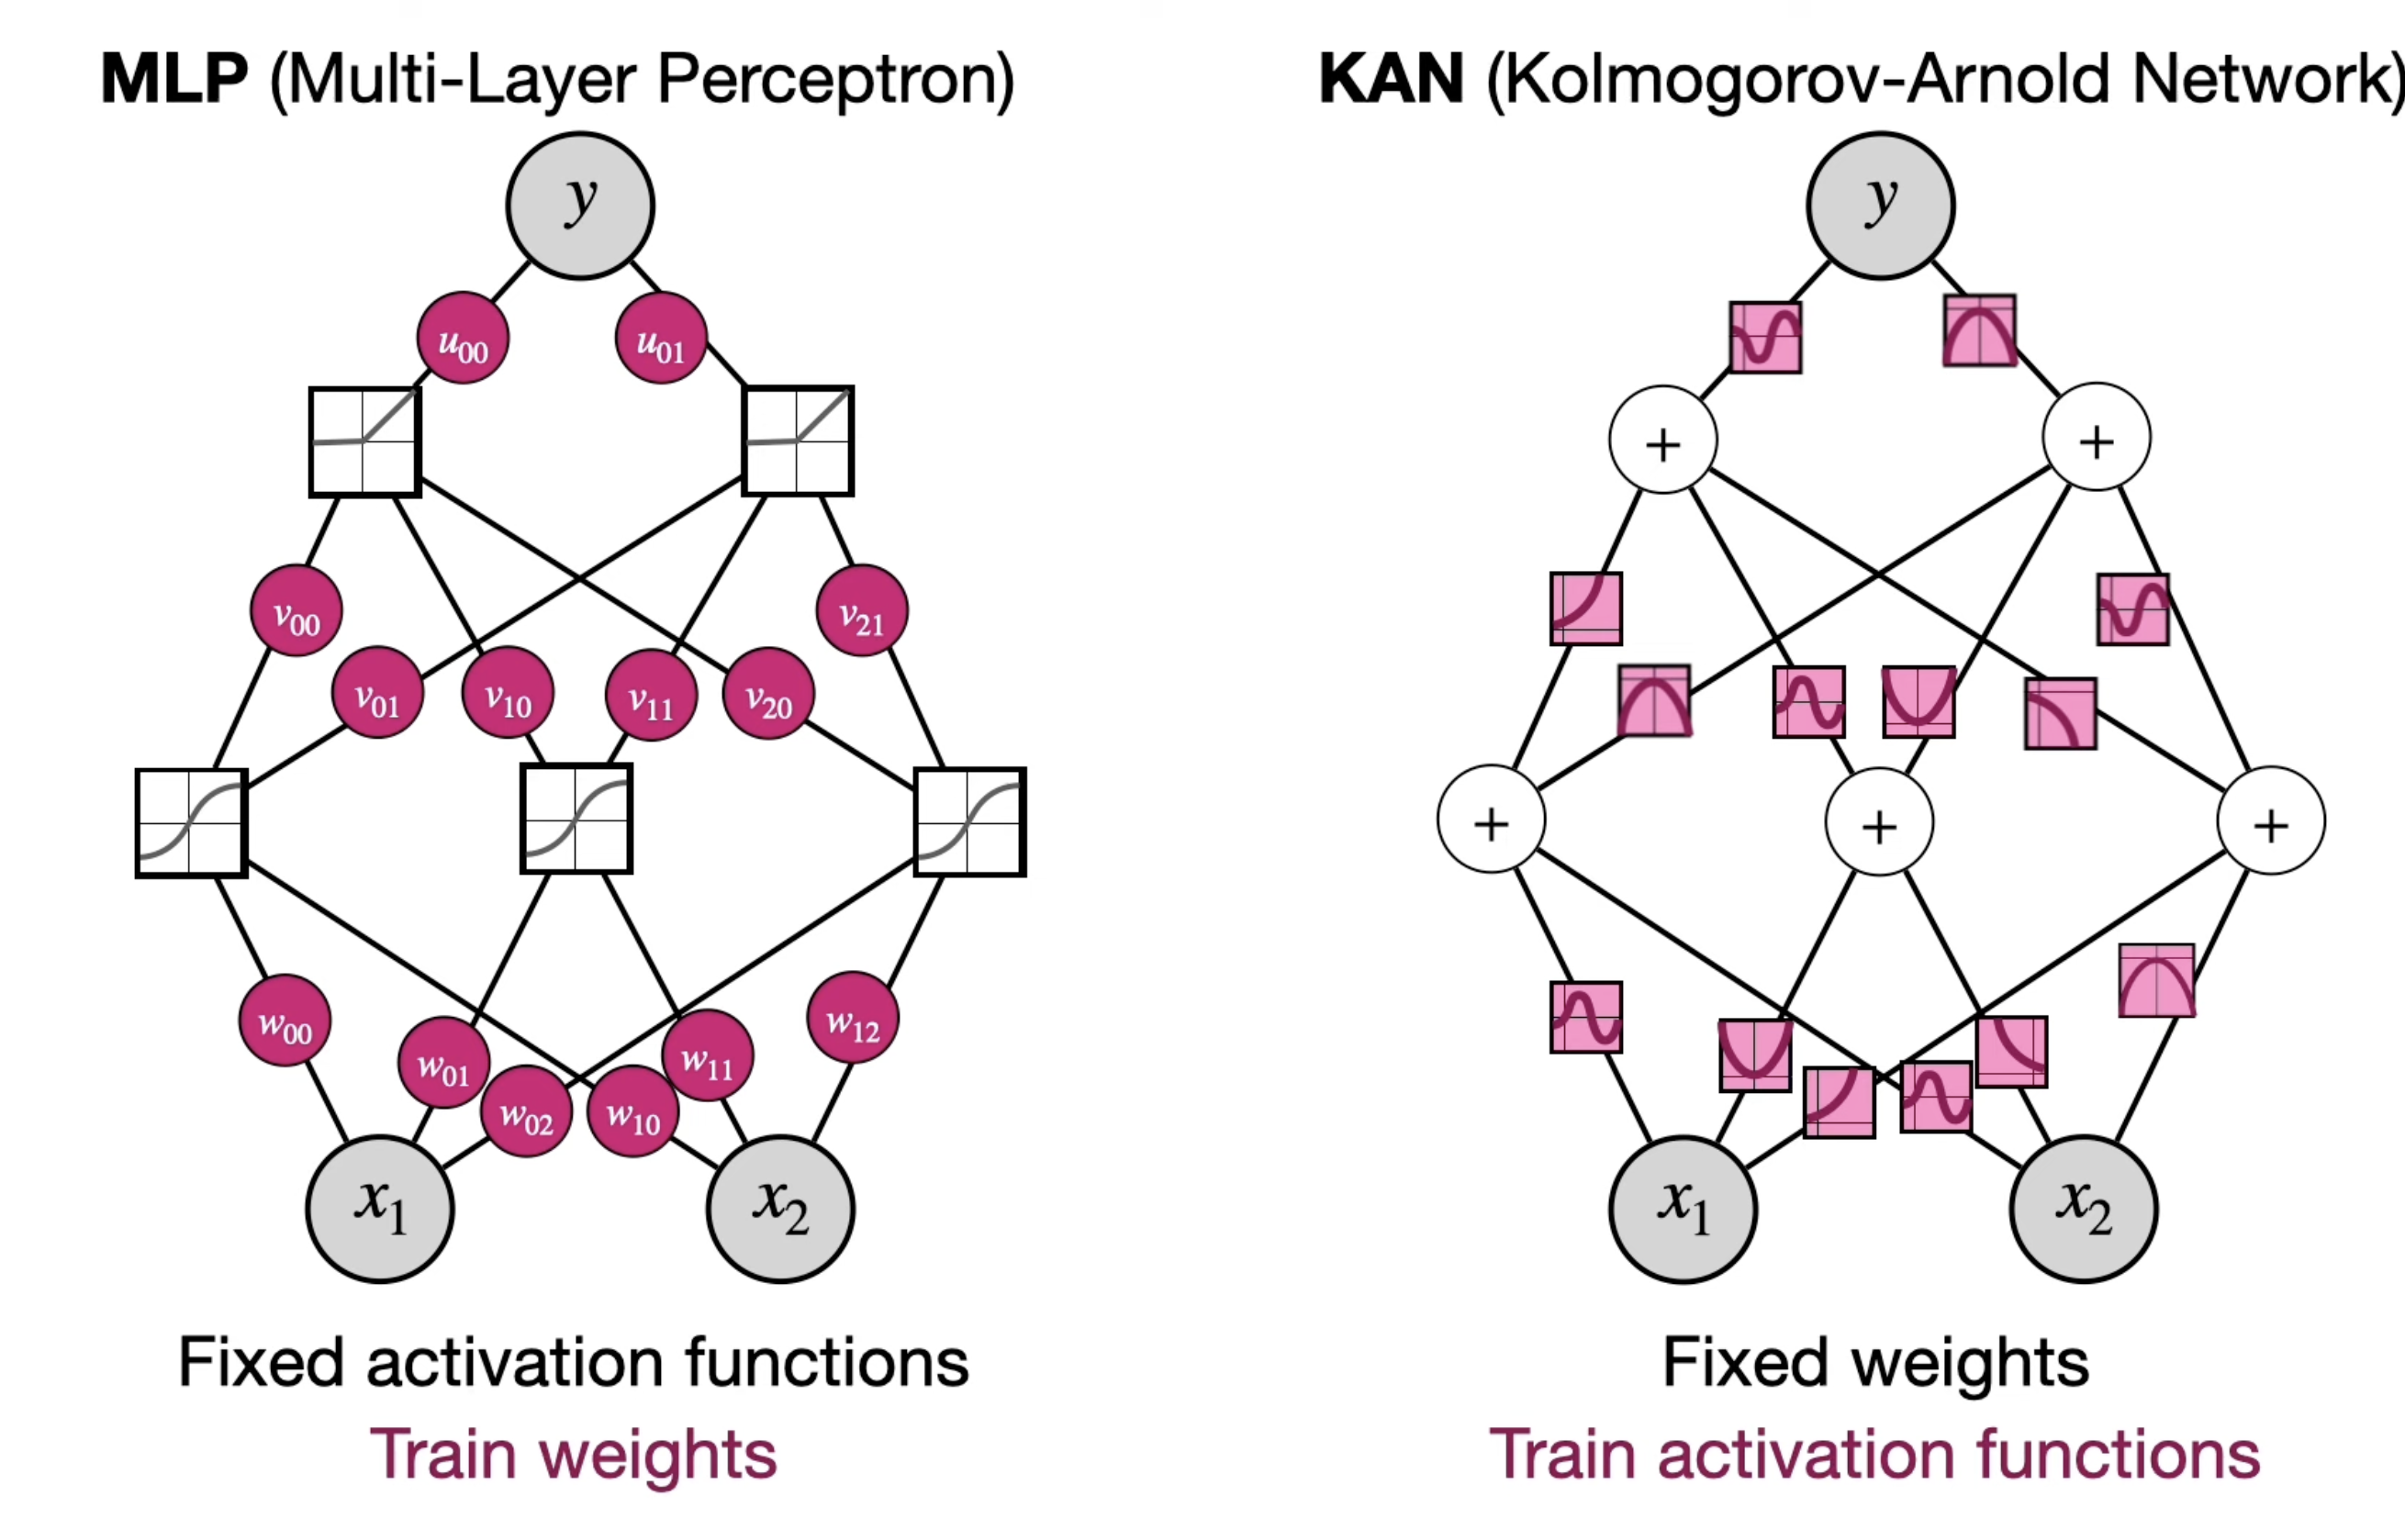 MLP (Multi-Layer Perceptron)
y
u00 u01
v00 v21
v01 v10 v11 v20
w00 w12
w01 w11
w02 w10
x1 x2
Fixed activation functions
Train weights
KAN (Kolmogorov-Arnold Network)
y
+ +
+ + +
x1 x2
Fixed weights
Train activation functions